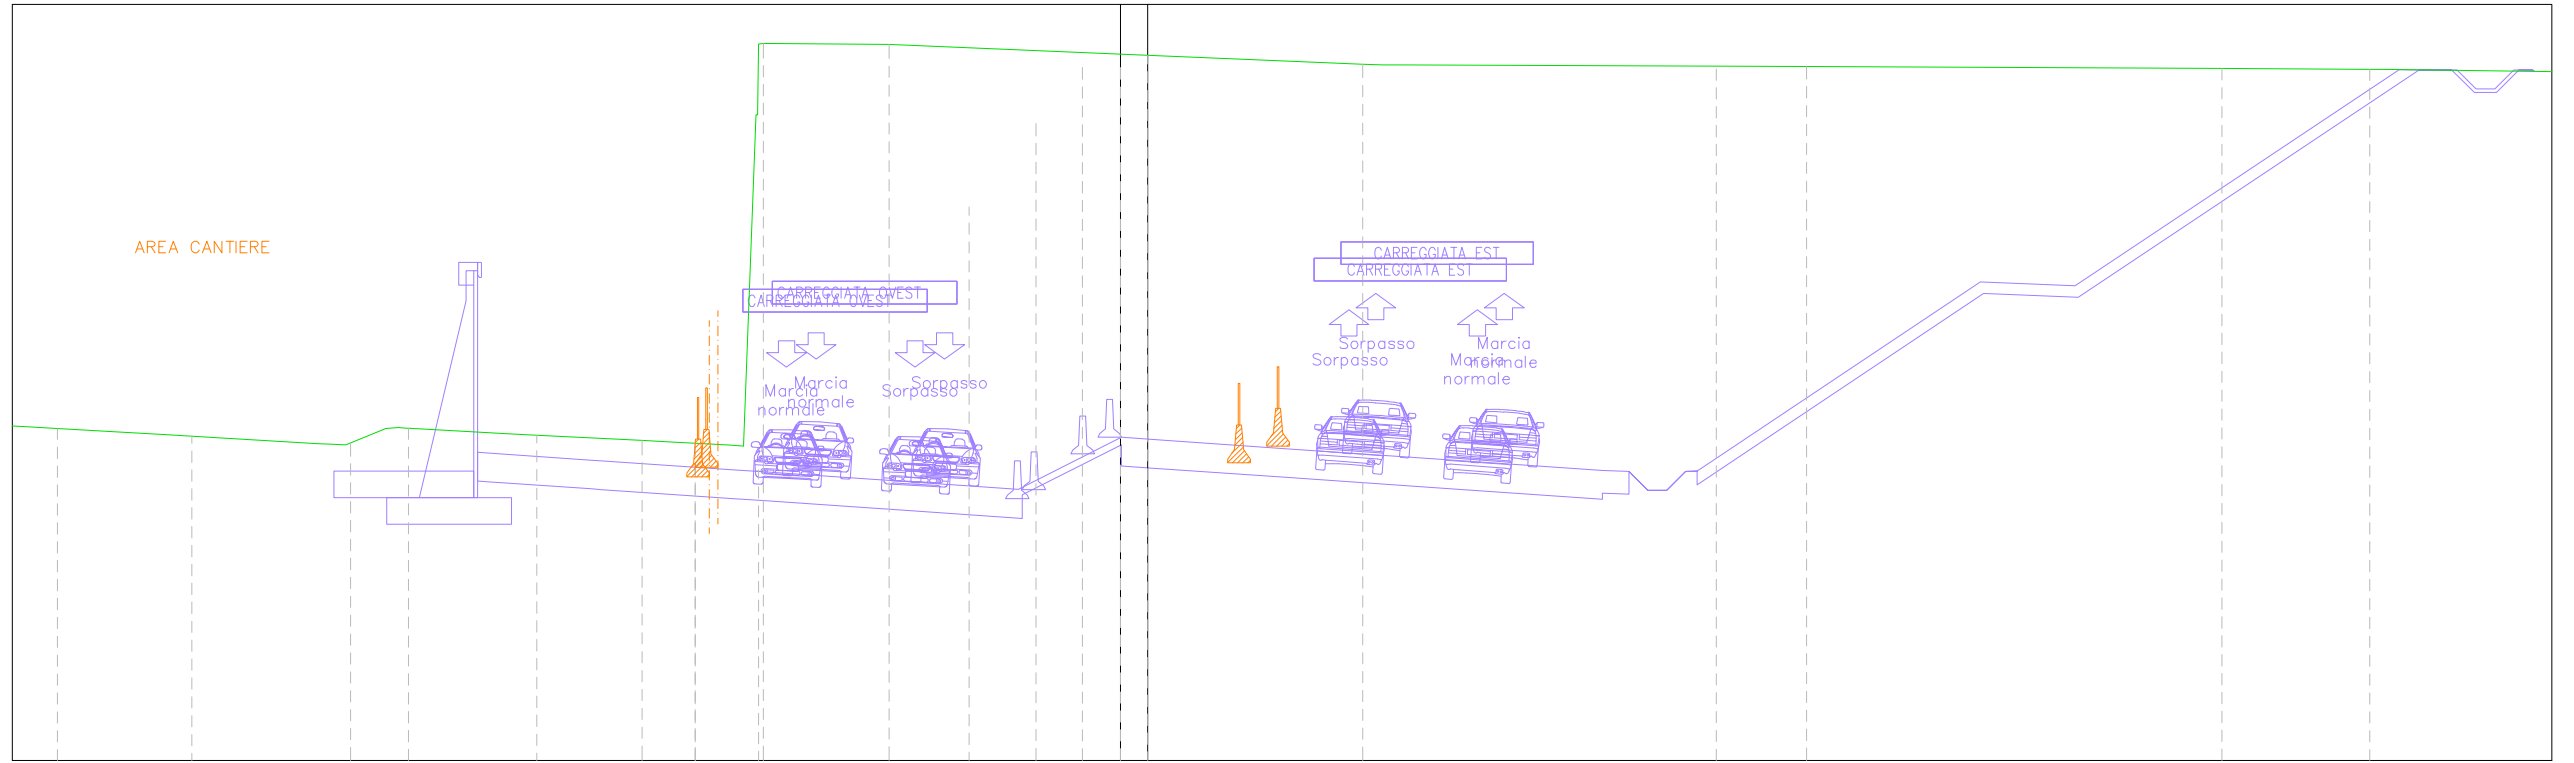 AREA CANTIERE
CARREGGIATA EST
CARREGGIATA EST
CARREGGIATA OVEST
CARREGGIATA OVEST
Sorpasso
Marcia
normale
Sorpasso
Marcia
normale
Marcia
normale
Sorpasso
Marcia
normale
Sorpasso